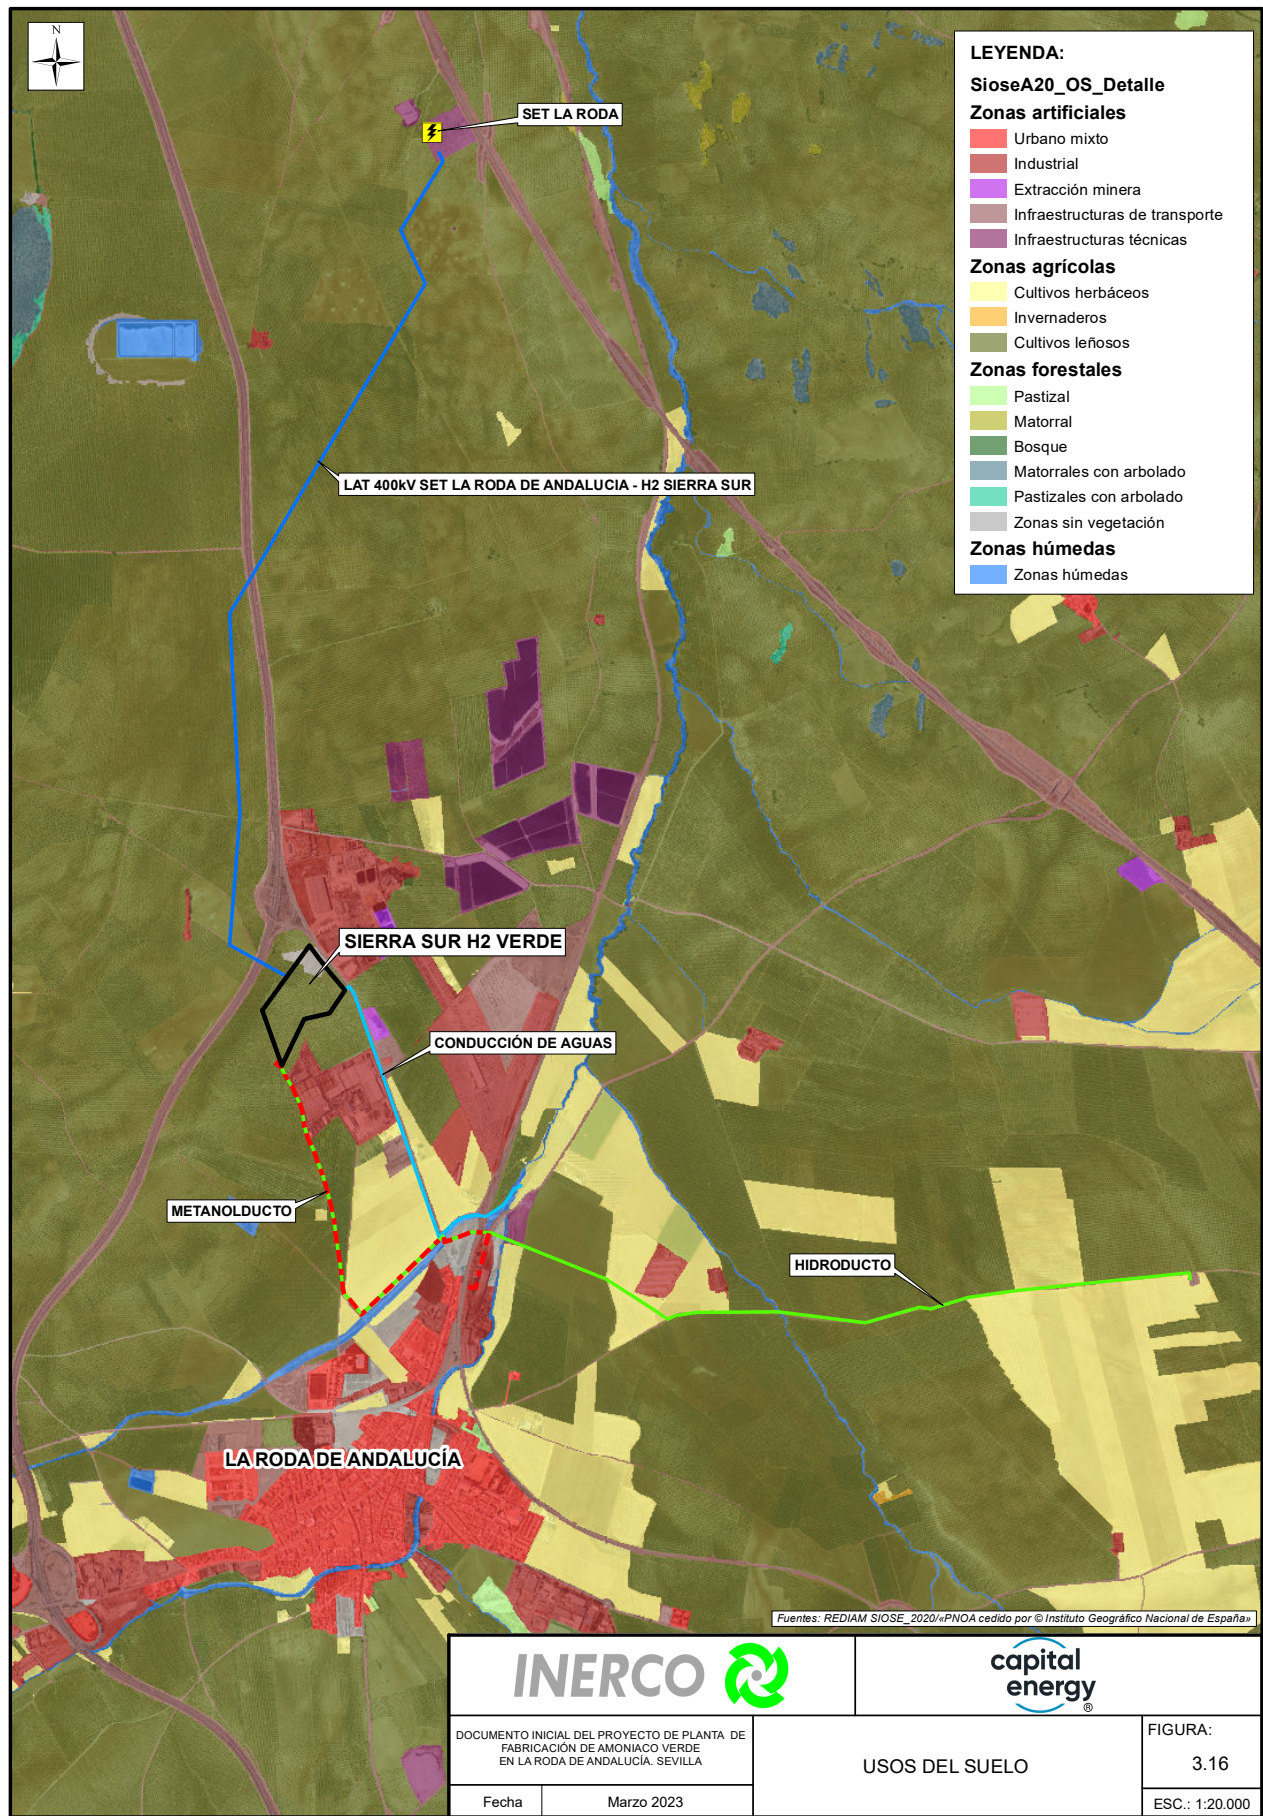 N
SET LA RODA
LEYENDA:
SioseA20_OS_Detalle
Zonas artificiales
Urbano mixto
Industrial
Extracción minera
Infraestructuras de transporte
Infraestructuras técnicas
Zonas agrícolas
Cultivos herbáceos
Invernaderos
Cultivos leñosos
Zonas forestales
Pastizal
Matorral
Bosque
Matorrales con arbolado
Pastizales con arbolado
Zonas sin vegetación
Zonas húmedas
Zonas húmedas
LAT 400kV SET LA RODA DE ANDALUCIA - H2 SIERRA SUR
SIERRA SUR H2 VERDE
CONDUCCIÓN DE AGUAS
METANOLDUCTO
HIDRODUCTO
LA RODA DE ANDALUCÍA
Fuentes: REDIAM SIOSE_2020/«PNOA cedido por © Instituto Geográfico Nacional de España»
INERCO
capital
energy
®
DOCUMENTO INICIAL DEL PROYECTO DE PLANTA DE
FABRICACIÓN DE AMONIACO VERDE
EN LA RODA DE ANDALUCÍA. SEVILLA
Fecha
Marzo 2023
USOS DEL SUELO
FIGURA:
3.16
ESC.: 1:20.000